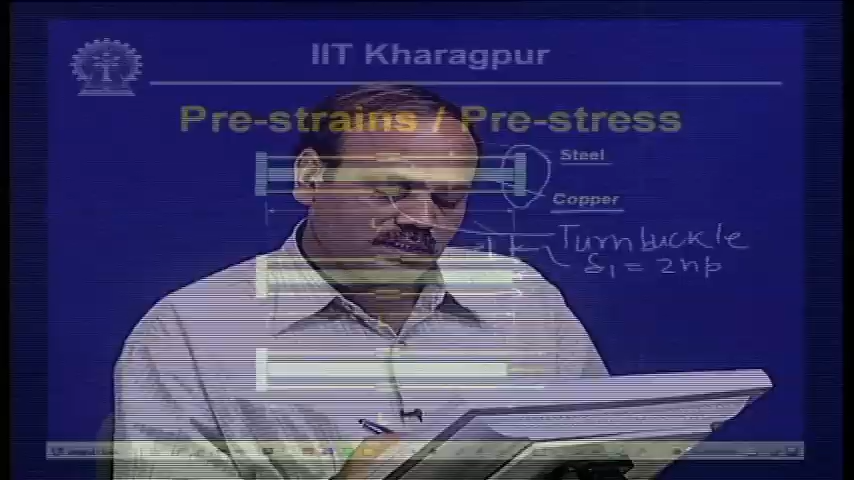 IIT Kharagpur
Pre-strains / Pre-stress
Steel
Copper
Turnbuckle
δ₁ = 2np